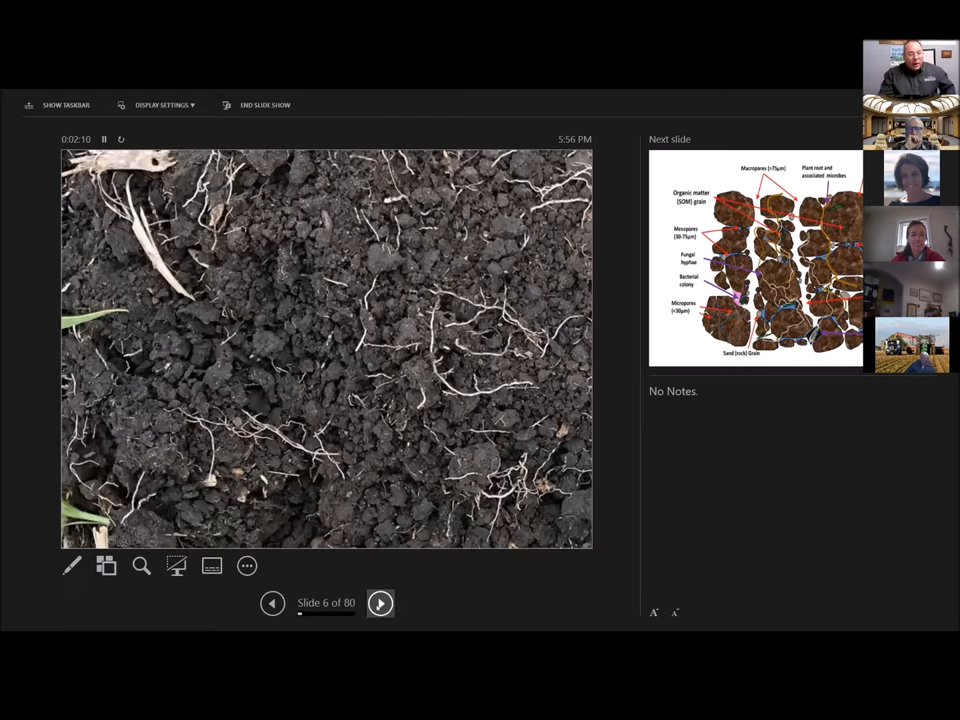 SHOW TASKBAR
DISPLAY SETTINGS ▼
END SLIDE SHOW
0:02:10
5:56 PM
Next slide
Macropores (>75µm)
Plant root and
associated microbes
Organic matter
(SOM) grain
Mesopores
(30-75µm)
Fungal
hyphae
Bacterial
colony
Micropores
(<30µm)
Sand (rock) Grain
No Notes.
Slide 6 of 80
A
A